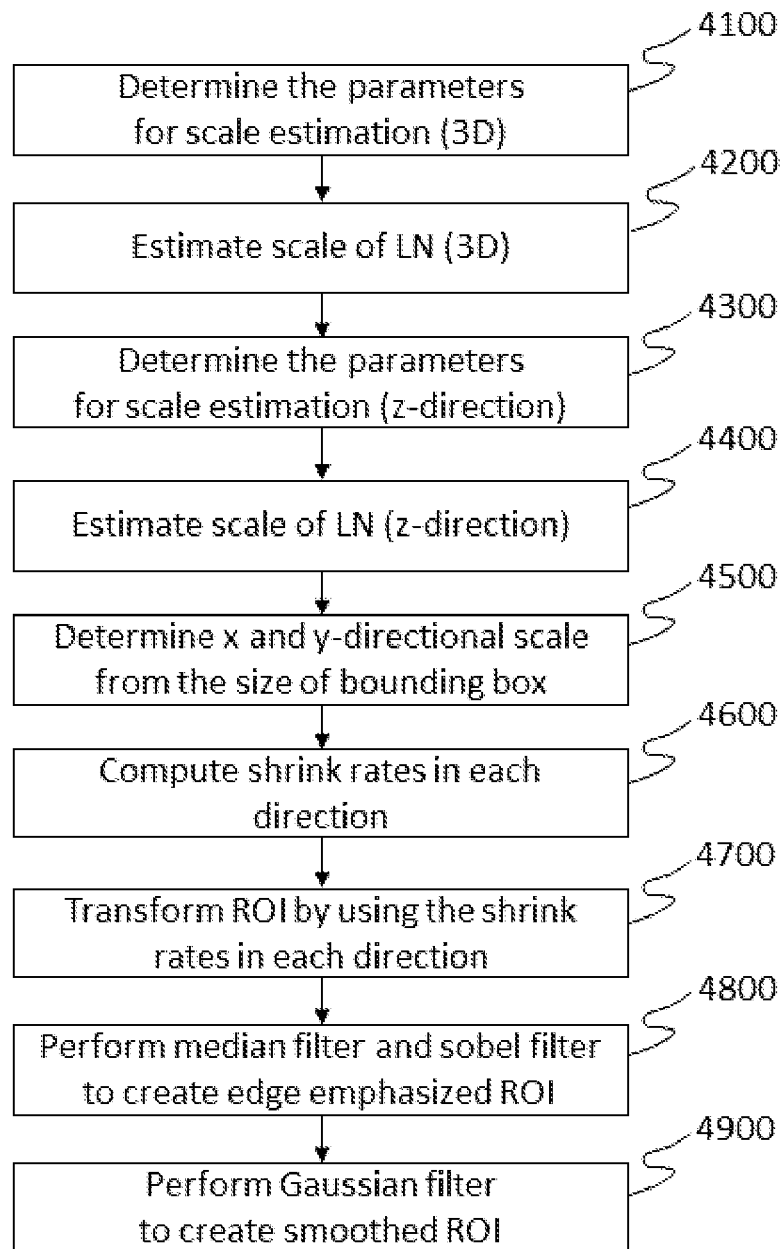 4100
Determine the parameters
for scale estimation (3D)
4200
Estimate scale of LN (3D)
4300
Determine the parameters
for scale estimation (z-direction)
4400
Estimate scale of LN (z-direction)
4500
Determine x and y-directional scale
from the size of bounding box
4600
Compute shrink rates in each
direction
4700
Transform ROI by using the shrink
rates in each direction
4800
Perform median filter and sobel filter
to create edge emphasized ROI
4900
Perform Gaussian filter
to create smoothed ROI